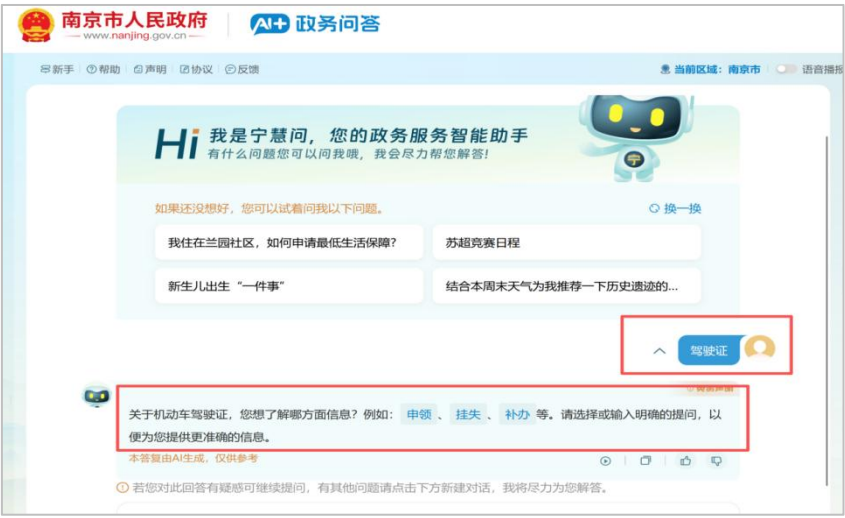 南京市人民政府
www.nanjing.gov.cn
AI+ 政务问答
新手 帮助 声明 协议 反馈
当前区域：南京市 语音播报
Hi 我是宁慧问，您的政务服务智能助手
有什么问题您可以问我哦，我会尽力帮您解答!
宁
如果还没想好，您可以试着问我以下问题。 换一换
我住在兰园社区，如何申请最低生活保障? 苏超竞赛日程
新生儿出生“一件事” 结合本周末天气为我推荐一下历史遗迹的...
驾驶证
关于机动车驾驶证，您想了解哪方面信息？例如： 申领 、 挂失 、 补办 等。请选择或输入明确的提问，以
便为您提供更准确的信息。
本答复由AI生成，仅供参考
若您对此回答有疑惑可继续提问，有其他问题请点击下方新建对话，我将尽力为您解答。